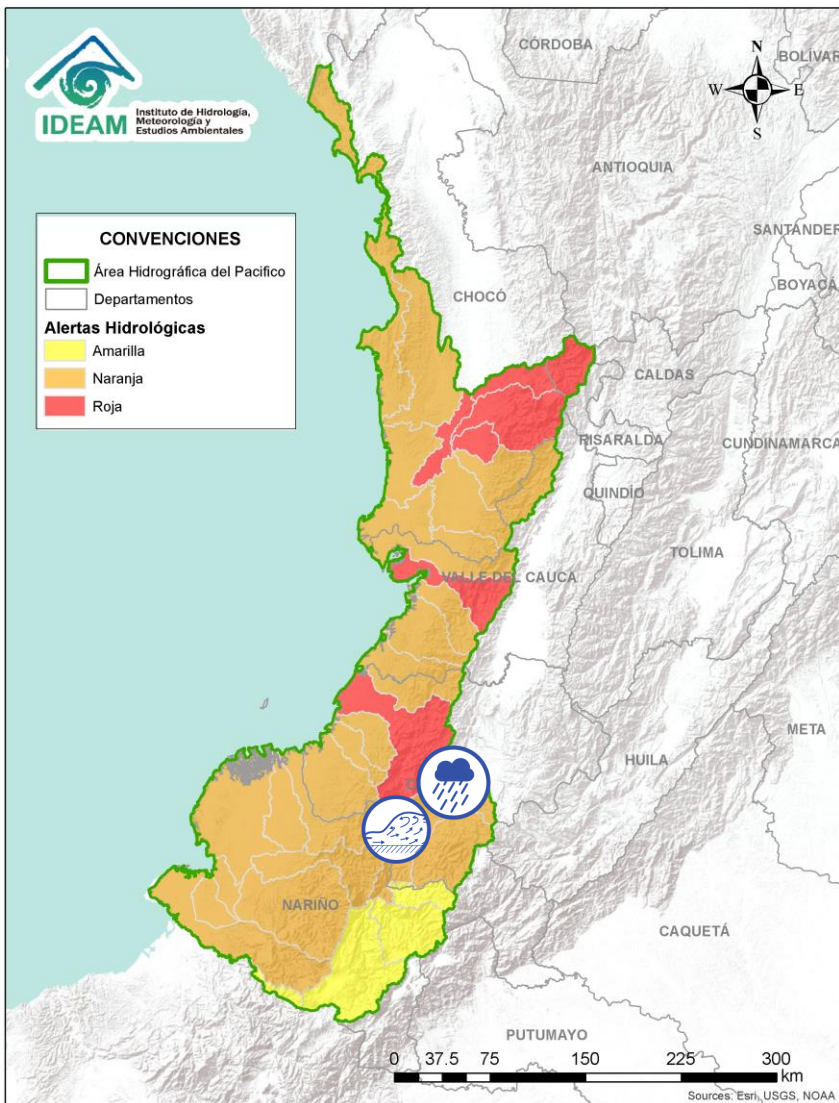 IDEAM
Instituto de Hidrología,
Meteorología y
Estudios Ambientales
CÓRDOBA
BOLÍVAR
N
W
E
S
ANTIOQUIA
SANTANDER
BOYACÁ
CONVENCIONES
Área Hidrográfica del Pacifico
Departamentos
Alertas Hidrológicas
Amarilla
Naranja
Roja
CHOCÓ
CALDAS
RISARALDA
CUNDINAMARCA
QUINDÍO
TOLIMA
VALLE DEL CAUCA
META
HUILA
NARIÑO
CAQUETÁ
PUTUMAYO
0 37.5 75 150 225 300
km
Sources: Esri, USGS, NOAA